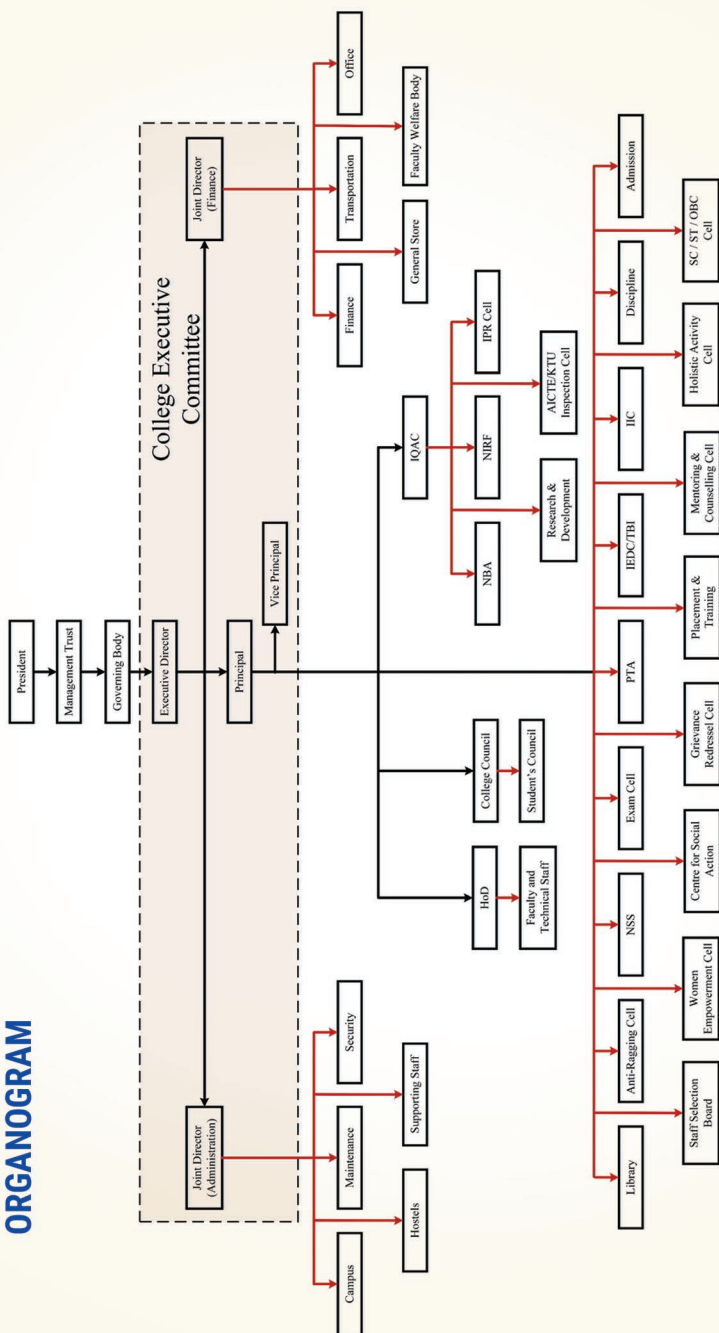 ORGANOGRAM
President
Management Trust
Governing Body
College Executive
Committee
Executive Director
Joint Director
(Administration)
Joint Director
(Finance)
Principal
Vice Principal
Campus
Maintenance
Security
Hostels
Supporting Staff
Finance
Transportation
Office
General Store
Faculty Welfare Body
HoD
College Council
IQAC
Faculty and
Technical Staff
Student's Council
NBA
NIRF
IPR Cell
Research &
Development
AICTE/KTU
Inspection Cell
Library
Anti-Ragging Cell
NSS
Exam Cell
PTA
IEDC/TBI
IIC
Discipline
Admission
Staff Selection
Board
Women
Empowerment Cell
Centre for Social
Action
Grievance
Redressel Cell
Placement &
Training
Mentoring &
Counselling Cell
Holistic Activity
Cell
SC / ST / OBC
Cell